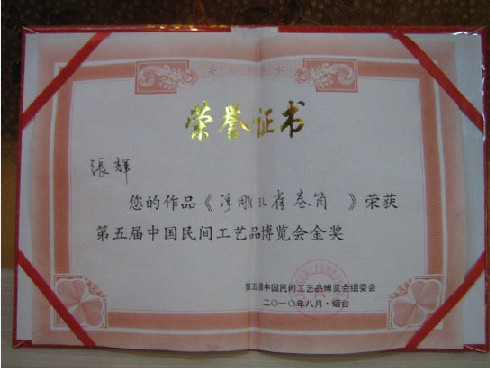 荣誉证书
張輝
您的作品《浮雕孔雀卷筒》荣获
第五届中国民间工艺品博览会金奖
第五届中国民间工艺品博览会组委会
二〇一〇年八月·烟台